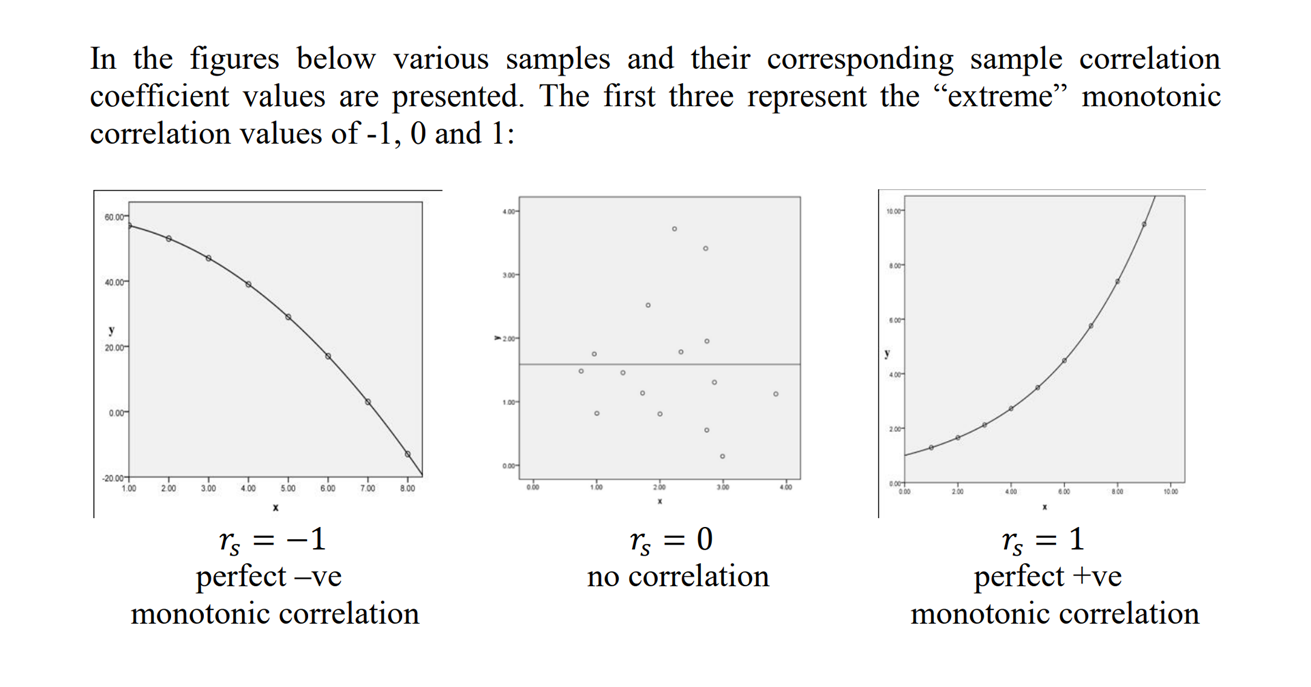 In the figures below various samples and their corresponding sample correlation
coefficient values are presented. The first three represent the “extreme” monotonic
correlation values of -1, 0 and 1:
60.00
40.00
y
20.00
0.00
-20.00
1.00 2.00 3.00 4.00 5.00 6.00 7.00 8.00
x
4.00
3.00
y 2.00
1.00
0.00
0.00 1.00 2.00 3.00 4.00
x
10.00
8.00
6.00
y
4.00
2.00
0.00
0.00 2.00 4.00 6.00 8.00 10.00
x
rₛ = −1
perfect –ve
monotonic correlation
rₛ = 0
no correlation
rₛ = 1
perfect +ve
monotonic correlation